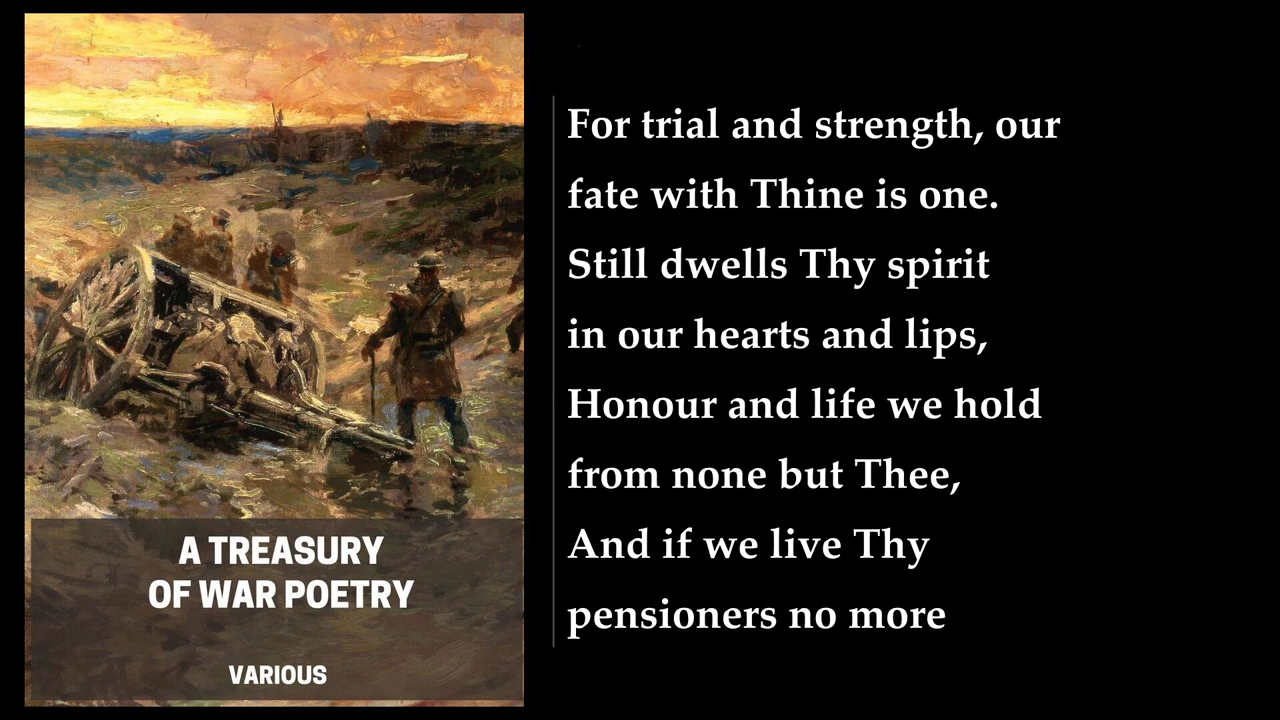 A TREASURY
OF WAR POETRY
VARIOUS
For trial and strength, our
fate with Thine is one.
Still dwells Thy spirit
in our hearts and lips,
Honour and life we hold
from none but Thee,
And if we live Thy
pensioners no more